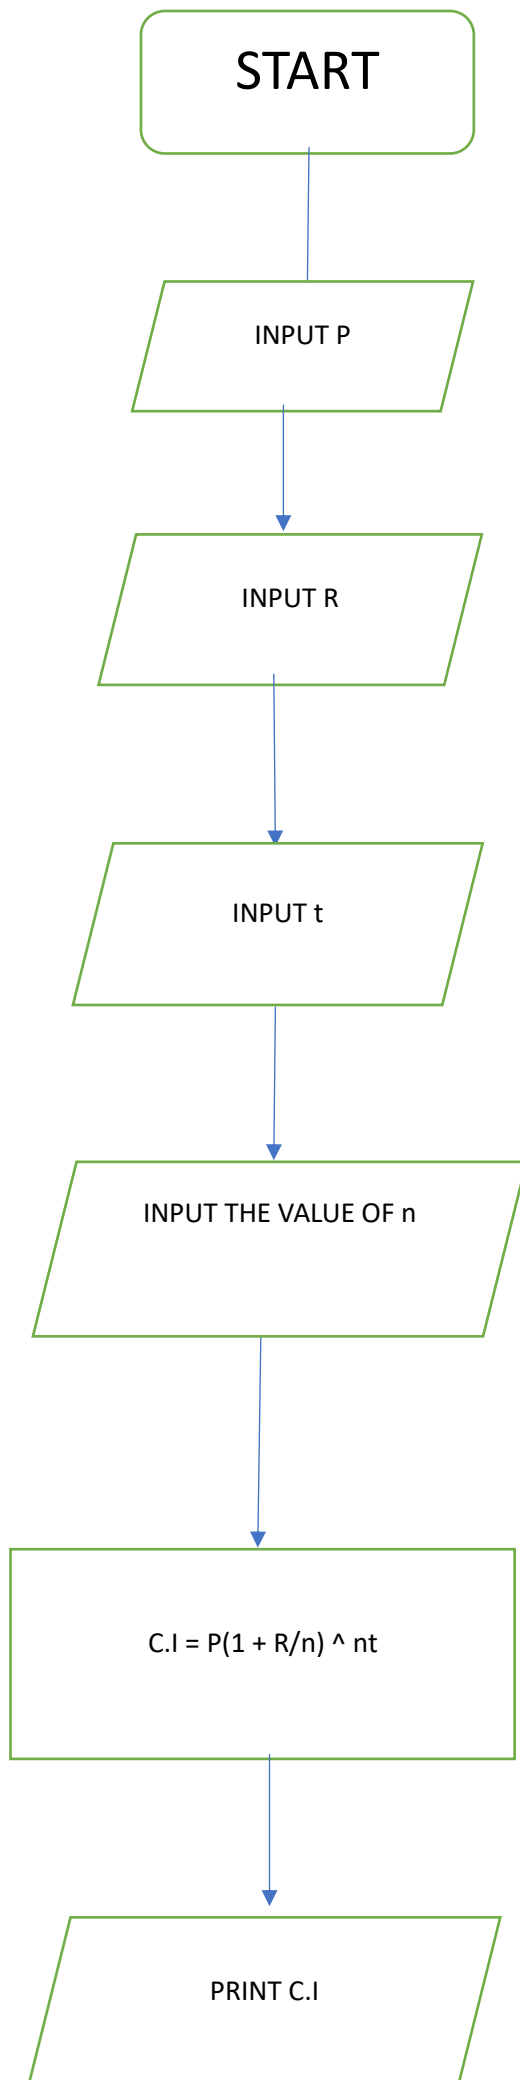 START
INPUT P
INPUT R
INPUT t
INPUT THE VALUE OF n
C.I = P(1 + R/n) ^ nt
PRINT C.I